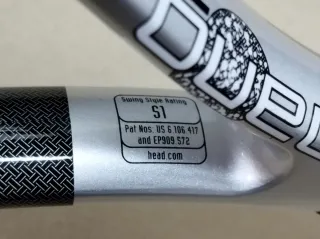 Swing Style Rating
S1
Pat Nos: US 6 106 417
and EP909 572
head.com